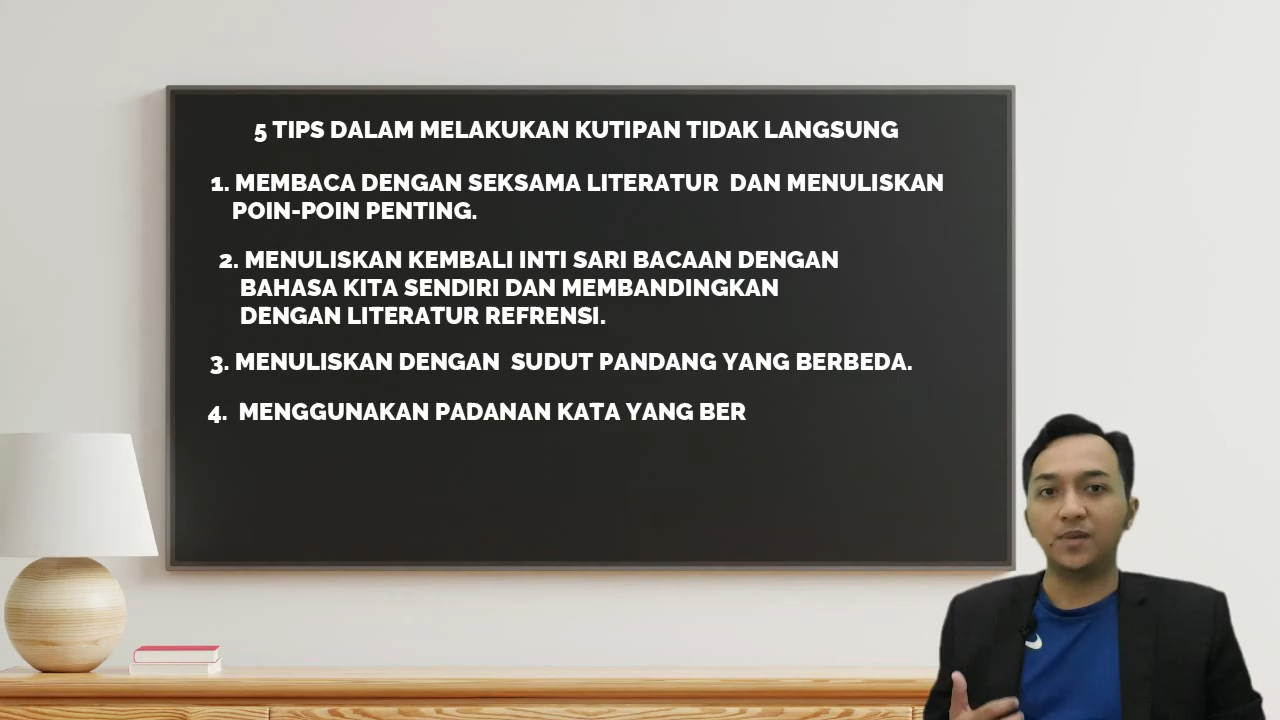 5 TIPS DALAM MELAKUKAN KUTIPAN TIDAK LANGSUNG
1. MEMBACA DENGAN SEKSAMA LITERATUR DAN MENULISKAN
POIN-POIN PENTING.
2. MENULISKAN KEMBALI INTI SARI BACAAN DENGAN
BAHASA KITA SENDIRI DAN MEMBANDINGKAN
DENGAN LITERATUR REFRENSI.
3. MENULISKAN DENGAN SUDUT PANDANG YANG BERBEDA.
4. MENGGUNAKAN PADANAN KATA YANG BER